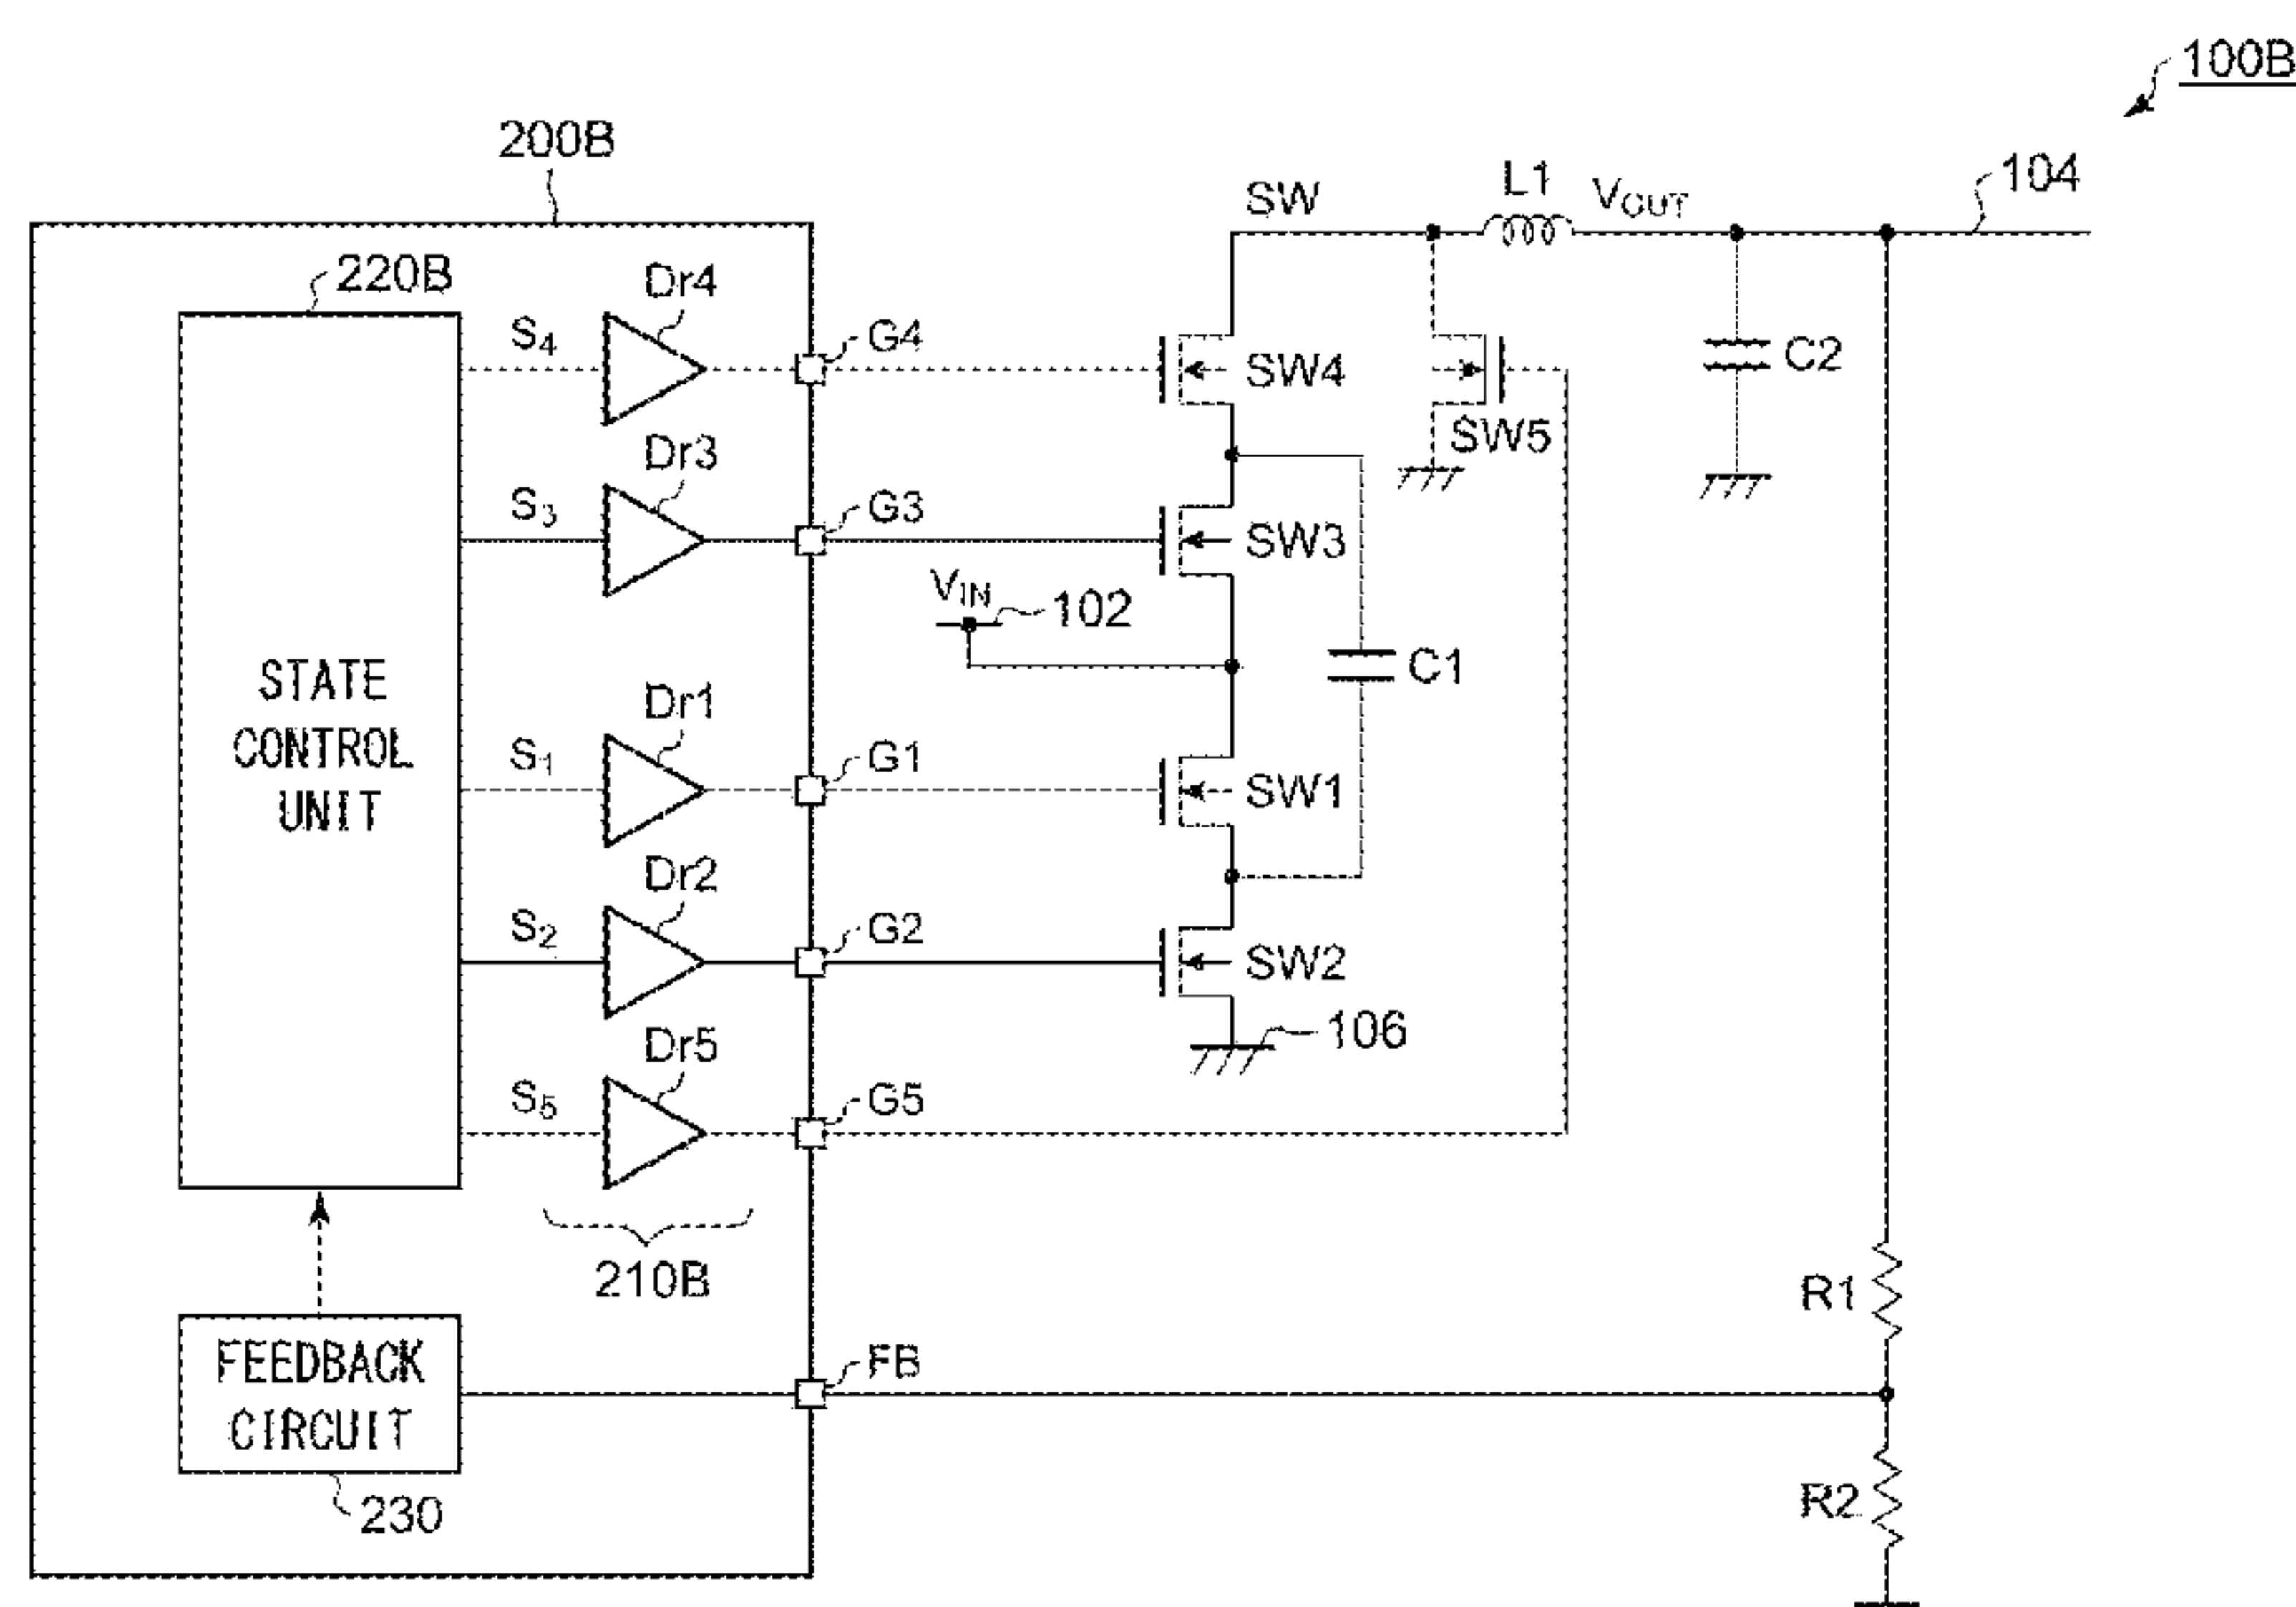 100B
200B
L1
104
SW
VOUT
220B
Dr4
S4
G4
SW4
C2
SW5
Dr3
S3
G3
SW3
VIN
102
C1
STATE
CONTROL
UNIT
Dr1
S1
G1
SW1
Dr2
S2
G2
SW2
106
Dr5
S5
G5
210B
R1
FEEDBACK
CIRCUIT
FB
230
R2